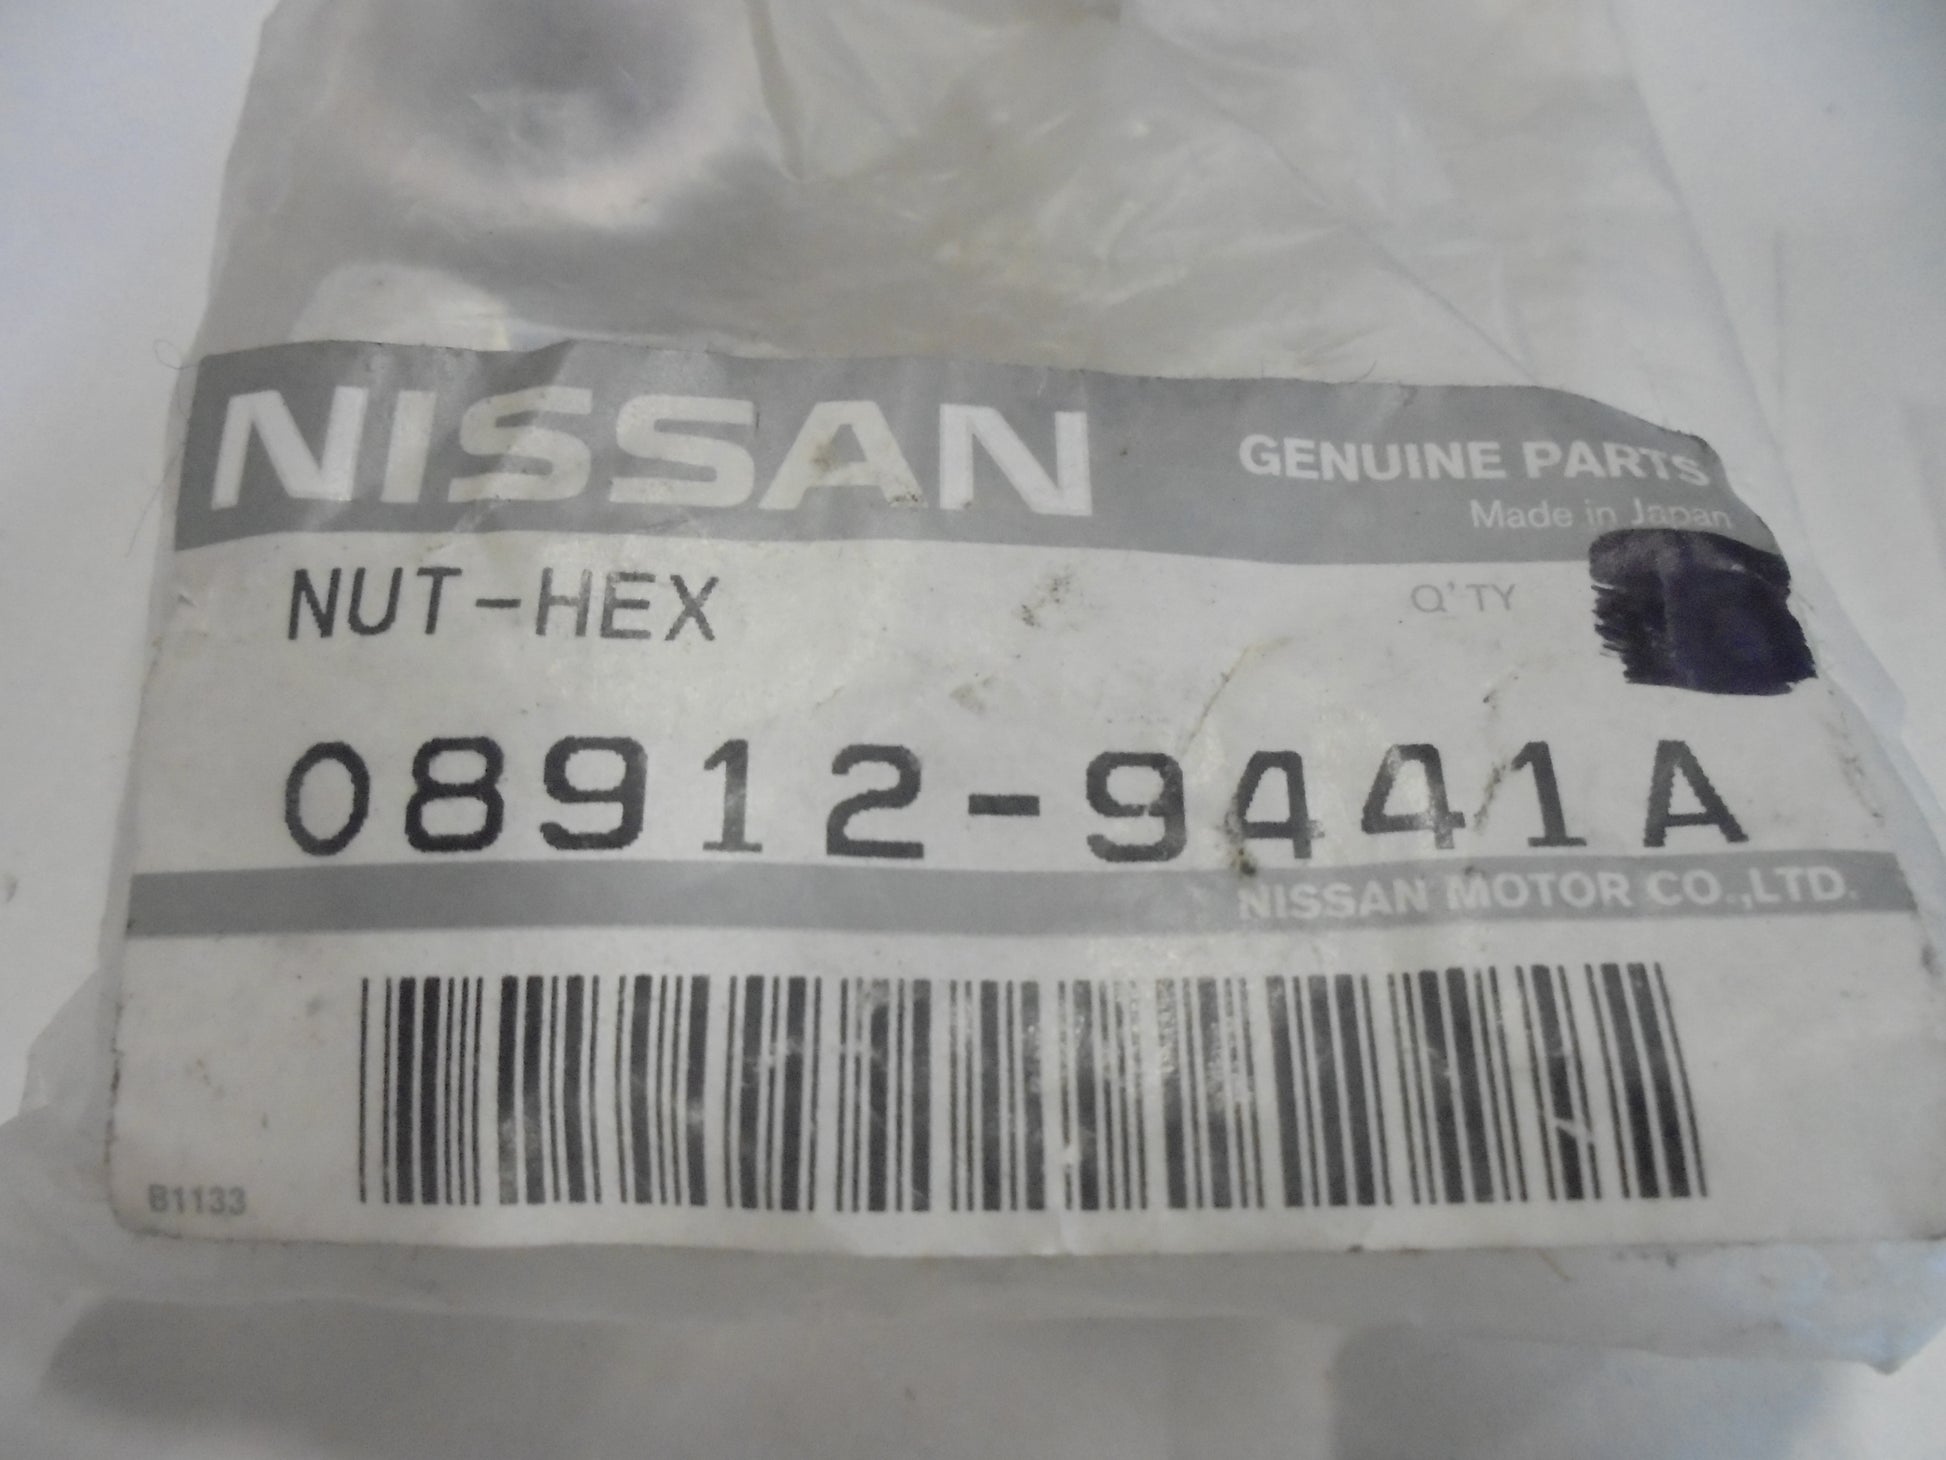 NISSAN
GENUINE PARTS
Made in Japan
NUT-HEX
Q'TY
08912-9441A
NISSAN MOTOR CO.,LTD.
B1133